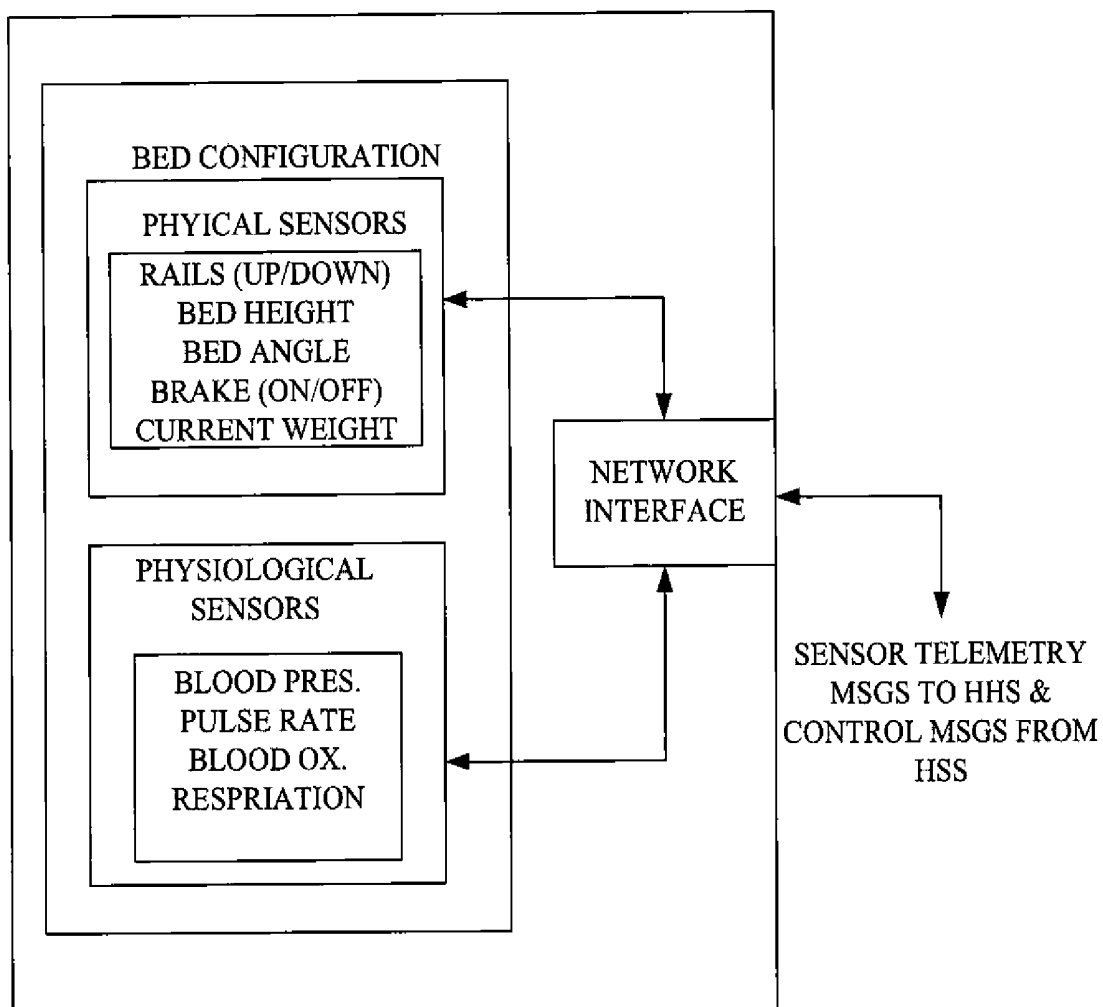 BED CONFIGURATION
PHYICAL SENSORS
RAILS (UP/DOWN)
BED HEIGHT
BED ANGLE
BRAKE (ON/OFF)
CURRENT WEIGHT
NETWORK
INTERFACE
PHYSIOLOGICAL
SENSORS
BLOOD PRES.
PULSE RATE
BLOOD OX.
RESPRIATION
SENSOR TELEMETRY
MSGS TO HHS &
CONTROL MSGS FROM
HSS